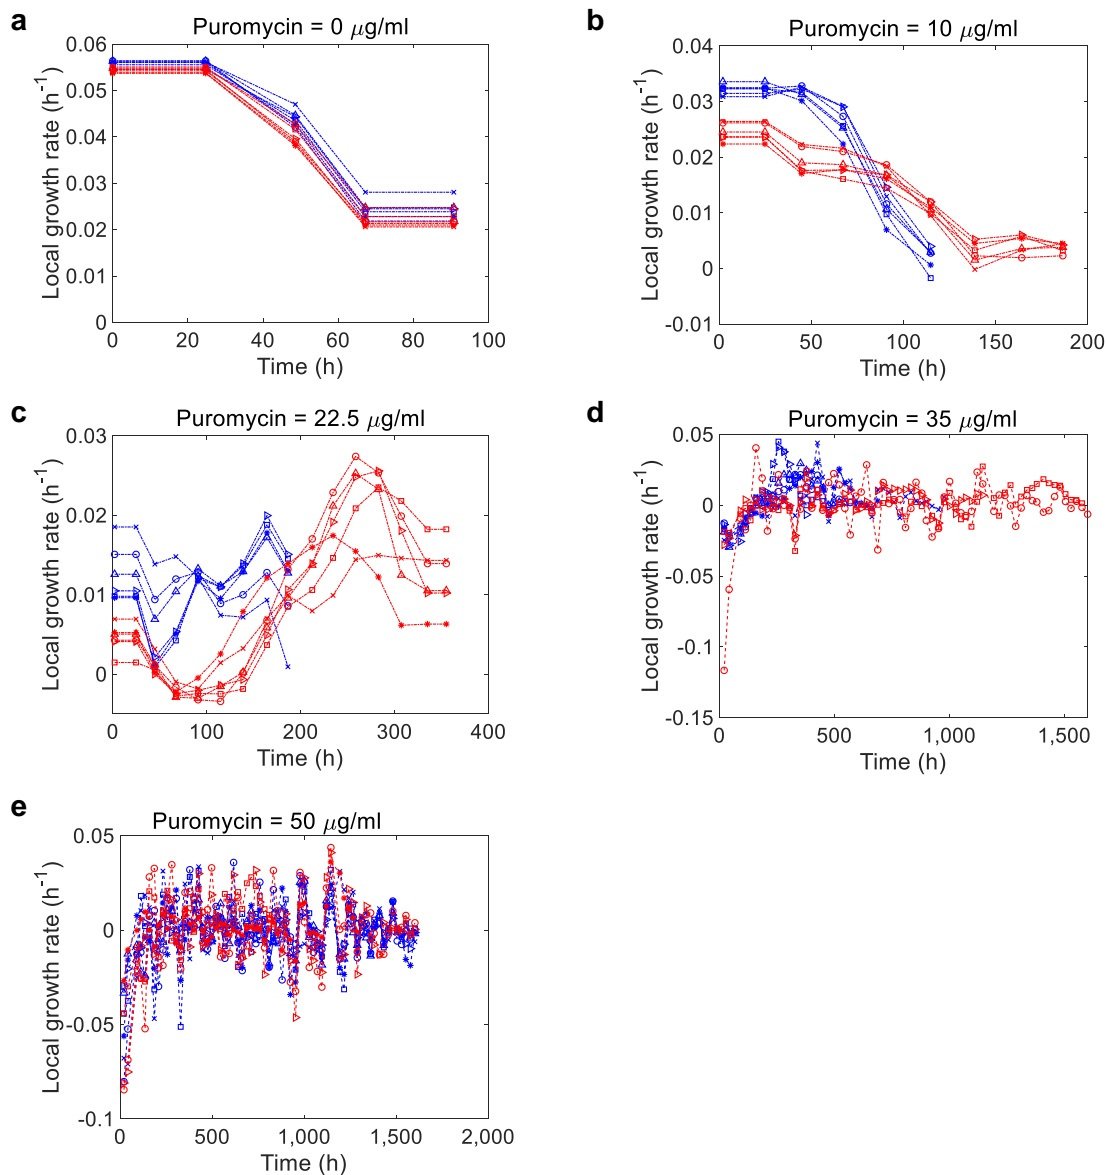 a
Puromycin = 0 μg/ml
Local growth rate (h⁻¹)
0.06
0.05
0.04
0.03
0.02
0.01
0
0 20 40 60 80 100
Time (h)
b
Puromycin = 10 μg/ml
Local growth rate (h⁻¹)
0.04
0.03
0.02
0.01
0
-0.01
0 50 100 150 200
Time (h)
c
Puromycin = 22.5 μg/ml
Local growth rate (h⁻¹)
0.03
0.02
0.01
0
0 100 200 300 400
Time (h)
d
Puromycin = 35 μg/ml
Local growth rate (h⁻¹)
0.05
0
-0.05
-0.1
-0.15
0 500 1,000 1,500
Time (h)
e
Puromycin = 50 μg/ml
Local growth rate (h⁻¹)
0.05
0
-0.05
-0.1
0 500 1,000 1,500 2,000
Time (h)